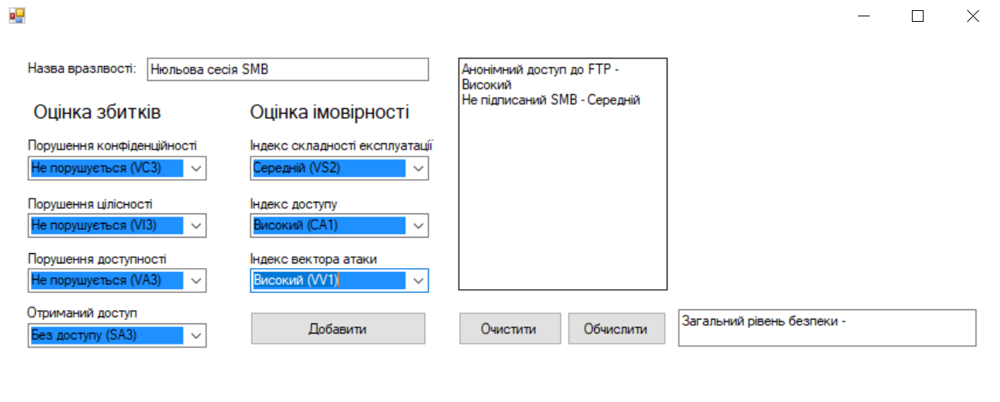 Назва вразлвості:
Нюльова сесія SMB
Оцінка збитків
Оцінка імовірності
Порушення конфіденційності
Не порушується (VC3)
Індекс складності експлуатації
Середній (VS2)
Порушення цілісності
Не порушується (VI3)
Індекс доступу
Високий (CA1)
Порушення доступності
Не порушується (VA3)
Індекс вектора атаки
Високий (VV1)
Отриманий доступ
Без доступу (SA3)
Добавити
Анонімний доступ до FTP -
Високий
Не підписаний SMB - Середній
Очистити
Обчислити
Загальний рівень безпеки -